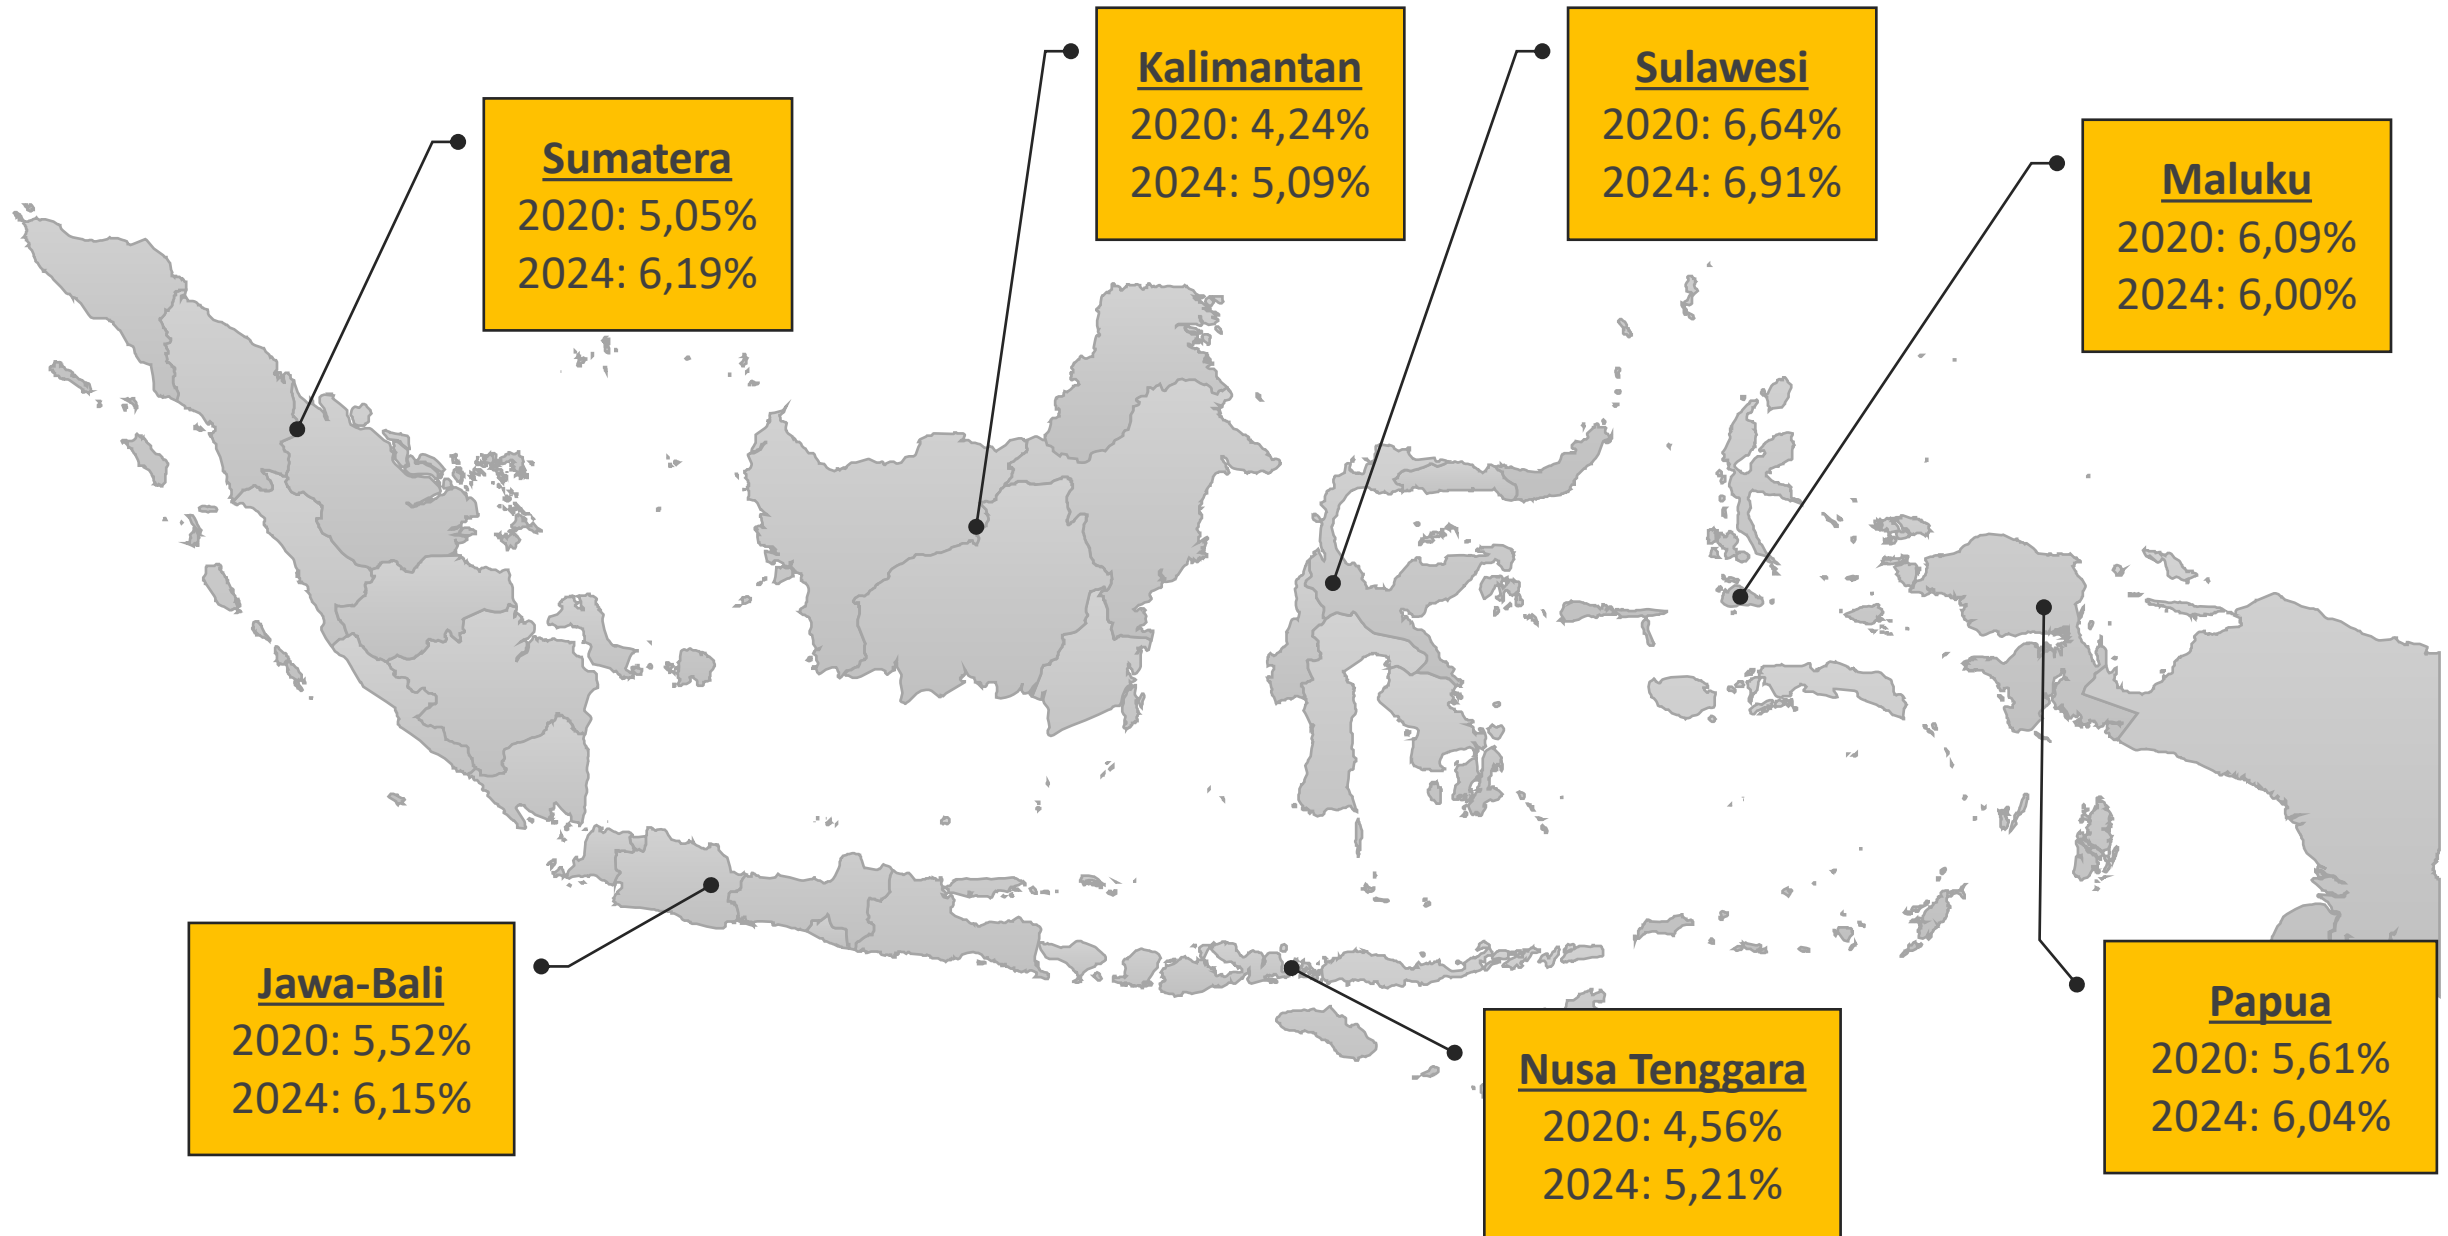 Kalimantan
2020: 4,24%
2024: 5,09%
Sulawesi
2020: 6,64%
2024: 6,91%
Sumatera
2020: 5,05%
2024: 6,19%
Maluku
2020: 6,09%
2024: 6,00%
Jawa-Bali
2020: 5,52%
2024: 6,15%
Nusa Tenggara
2020: 4,56%
2024: 5,21%
Papua
2020: 5,61%
2024: 6,04%